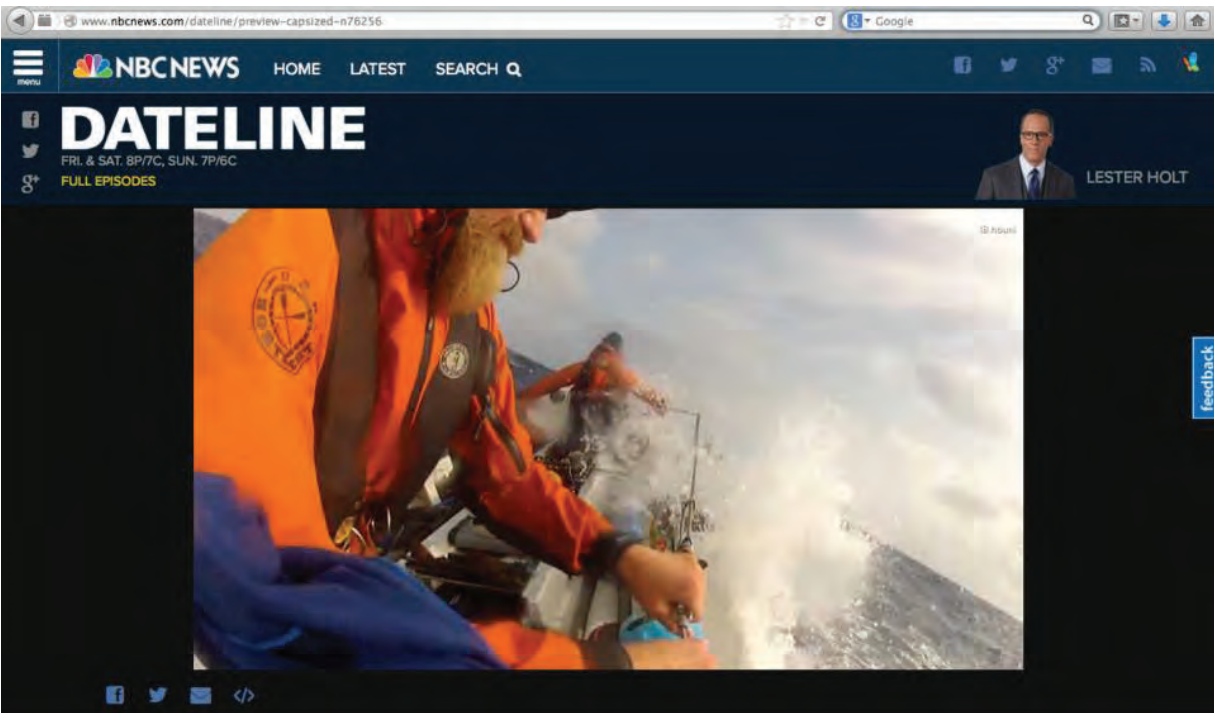 www.nbcnews.com/dateline/preview-capsized-n76256
Google
menu
NBC NEWS
HOME
LATEST
SEARCH
DATELINE
FRI. & SAT. 8P/7C, SUN. 7P/6C
FULL EPISODES
LESTER HOLT
feedback